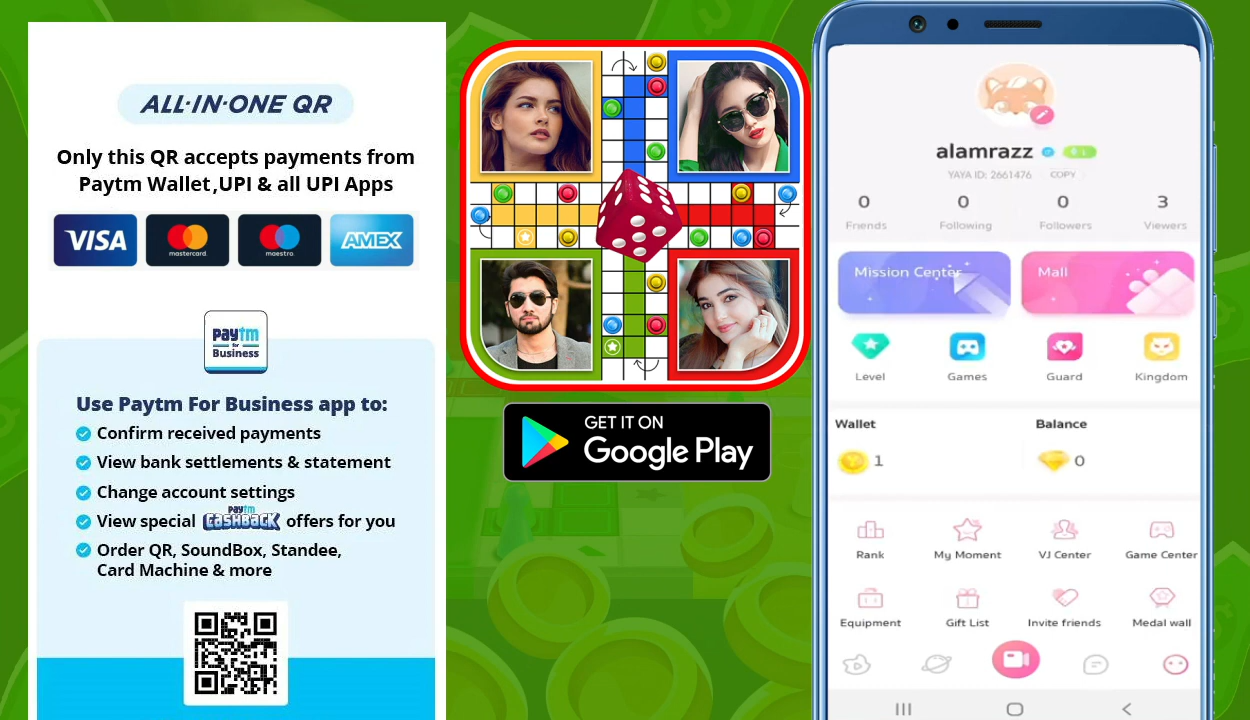 ALL·IN·ONE QR
Only this QR accepts payments from
Paytm Wallet,UPI & all UPI Apps
VISA
mastercard
maestro
AMEX
paytm
for
Business
Use Paytm For Business app to:
Confirm received payments
View bank settlements & statement
Change account settings
View special paytm CASHBACK offers for you
Order QR, SoundBox, Standee,
Card Machine & more
GET IT ON
Google Play
alamrazz
YAYA ID: 2661476 COPY
0 0 0 3
Friends Following Followers Viewers
Mission Center Mall
Level Games Guard Kingdom
Wallet Balance
1 0
Rank My Moment VJ Center Game Center
Equipment Gift List Invite friends Medal wall